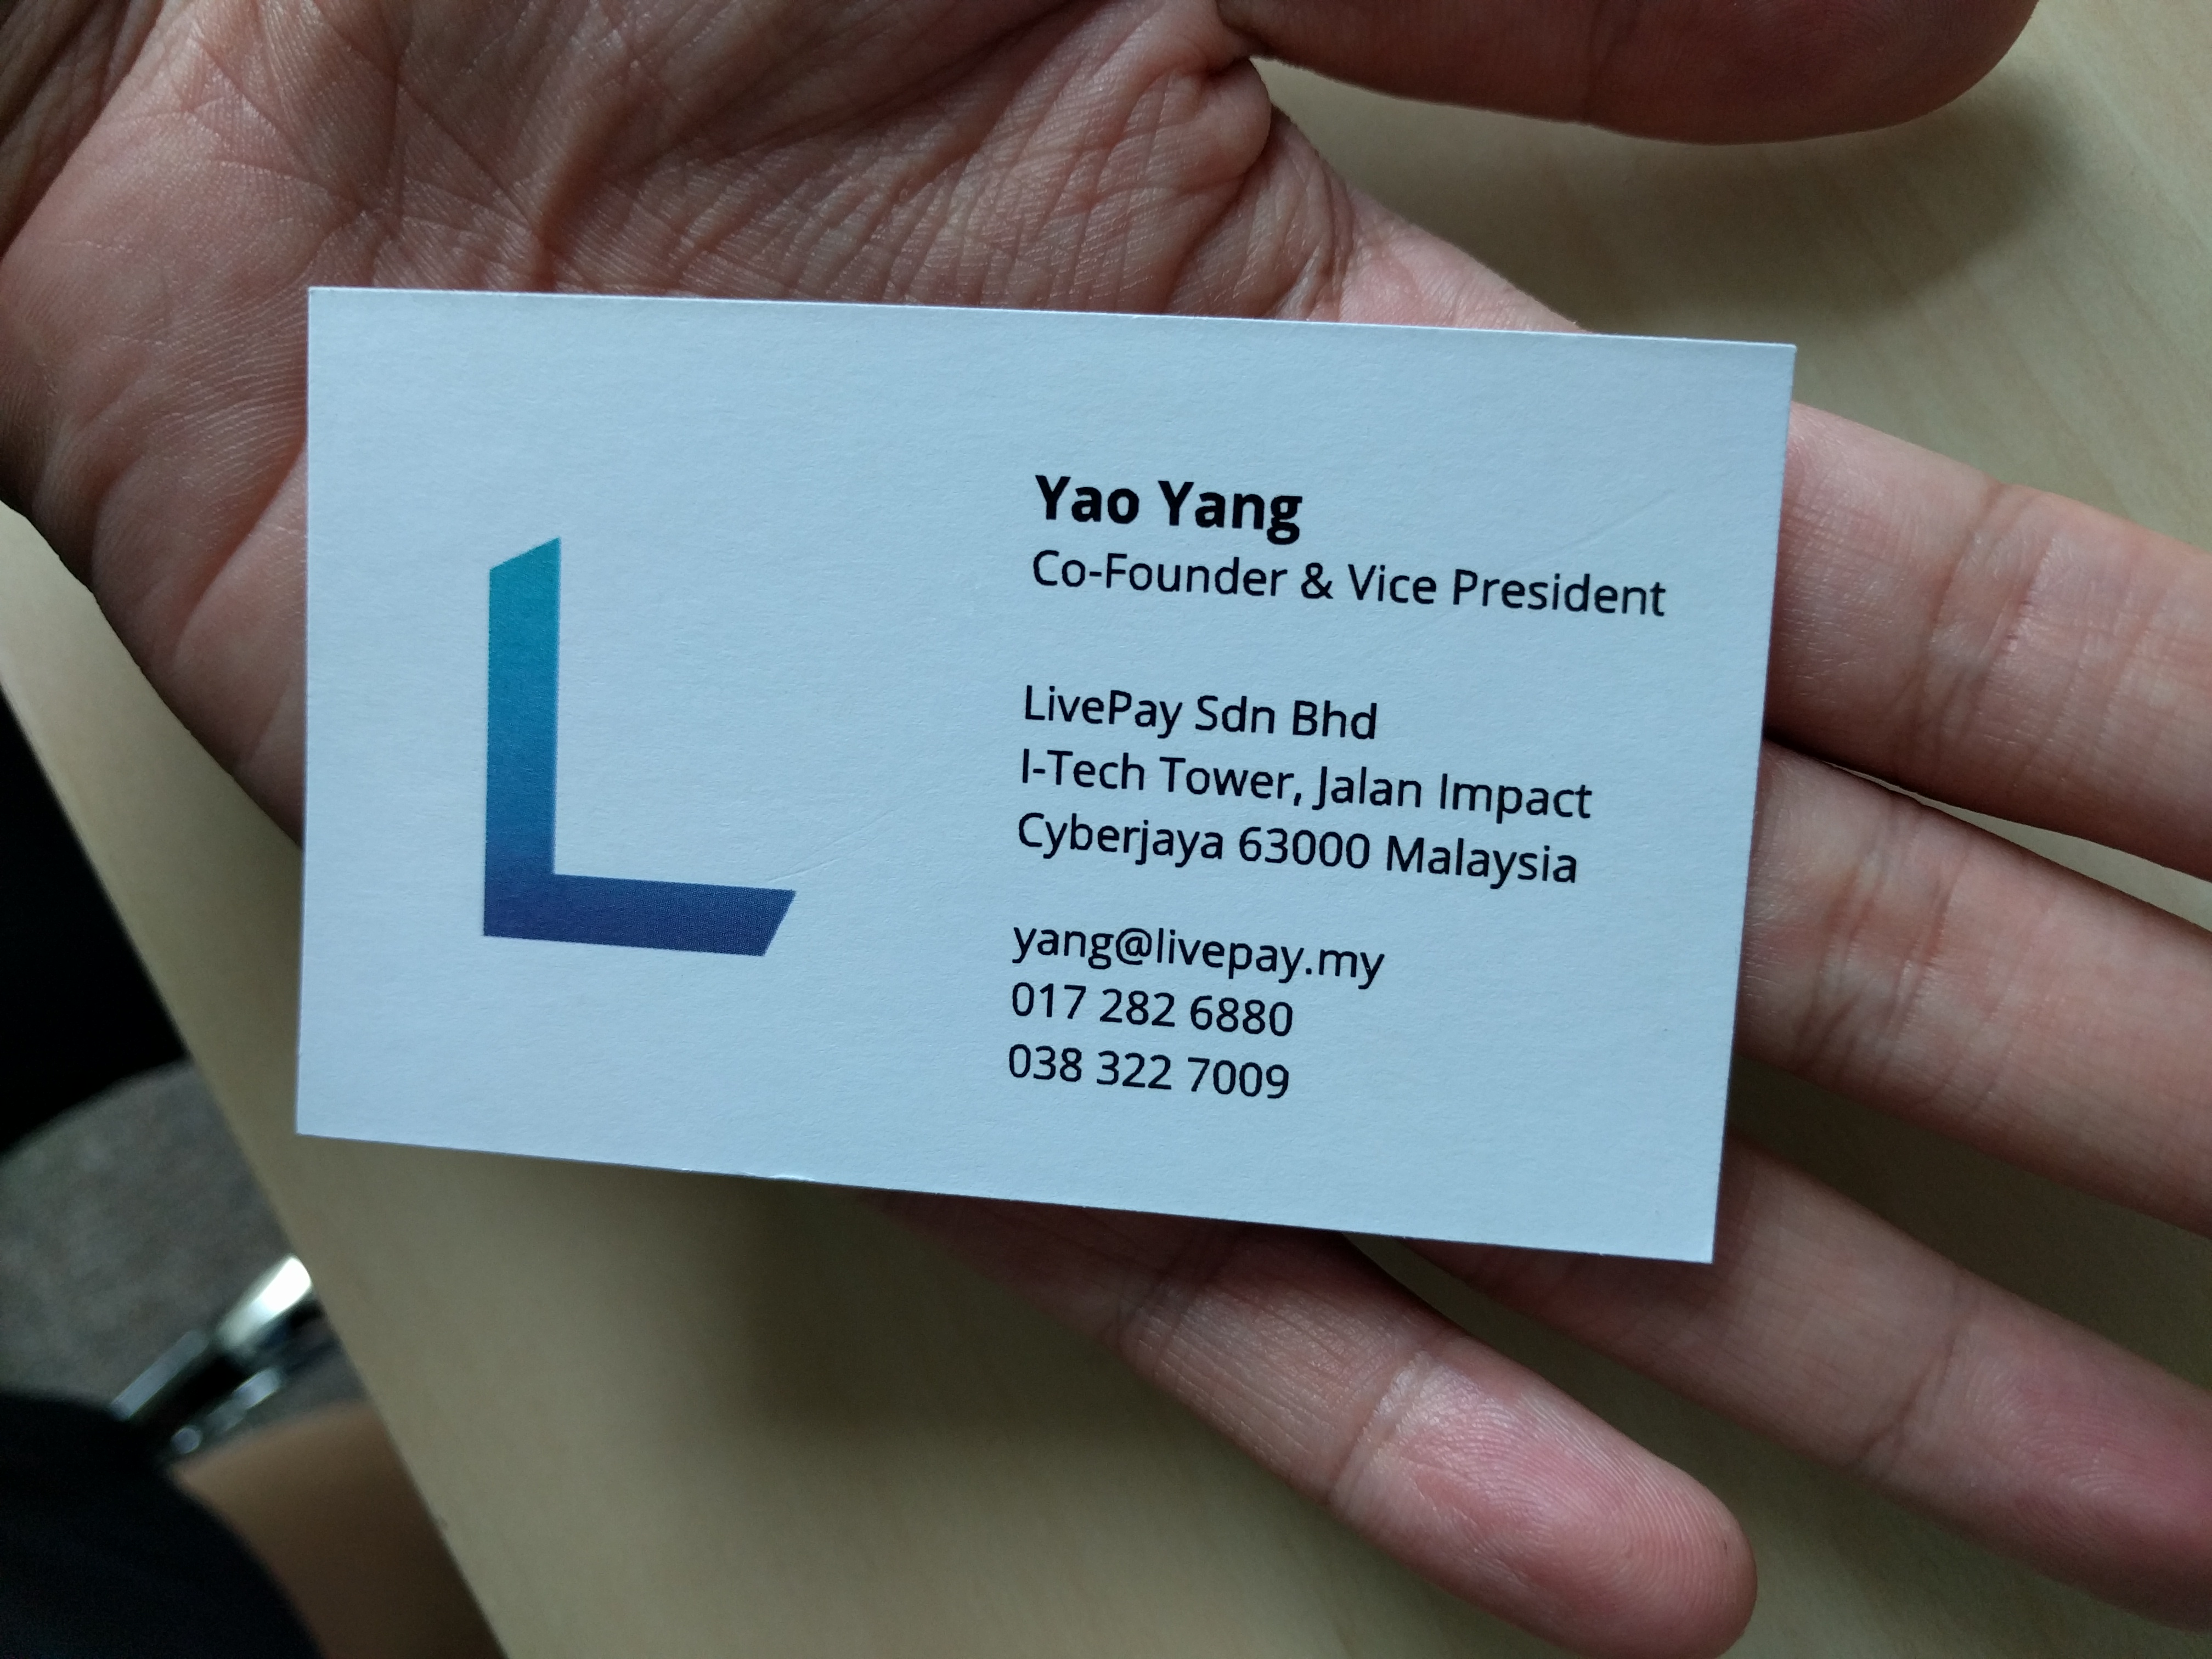 Yao Yang
Co-Founder & Vice President
LivePay Sdn Bhd
I-Tech Tower, Jalan Impact
Cyberjaya 63000 Malaysia
yang@livepay.my
017 282 6880
038 322 7009